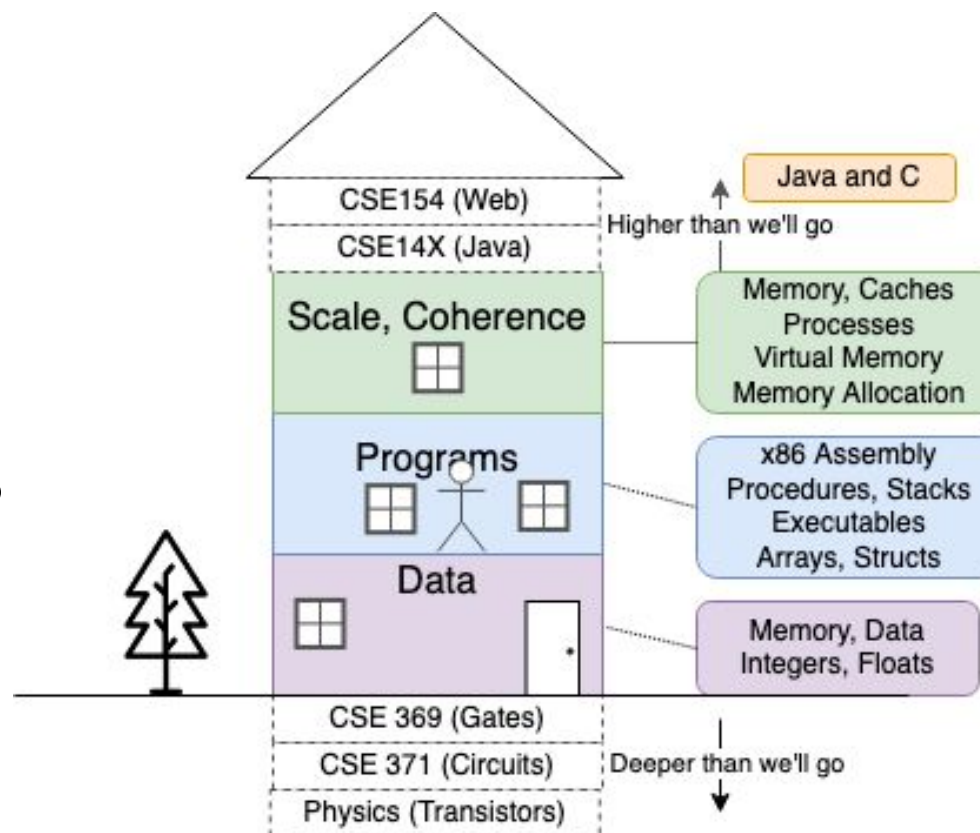 Java and C
CSE154 (Web)
Higher than we'll go
CSE14X (Java)
Scale, Coherence
Memory, Caches
Processes
Virtual Memory
Memory Allocation
Programs
x86 Assembly
Procedures, Stacks
Executables
Arrays, Structs
Data
Memory, Data
Integers, Floats
CSE 369 (Gates)
CSE 371 (Circuits)
Deeper than we'll go
Physics (Transistors)